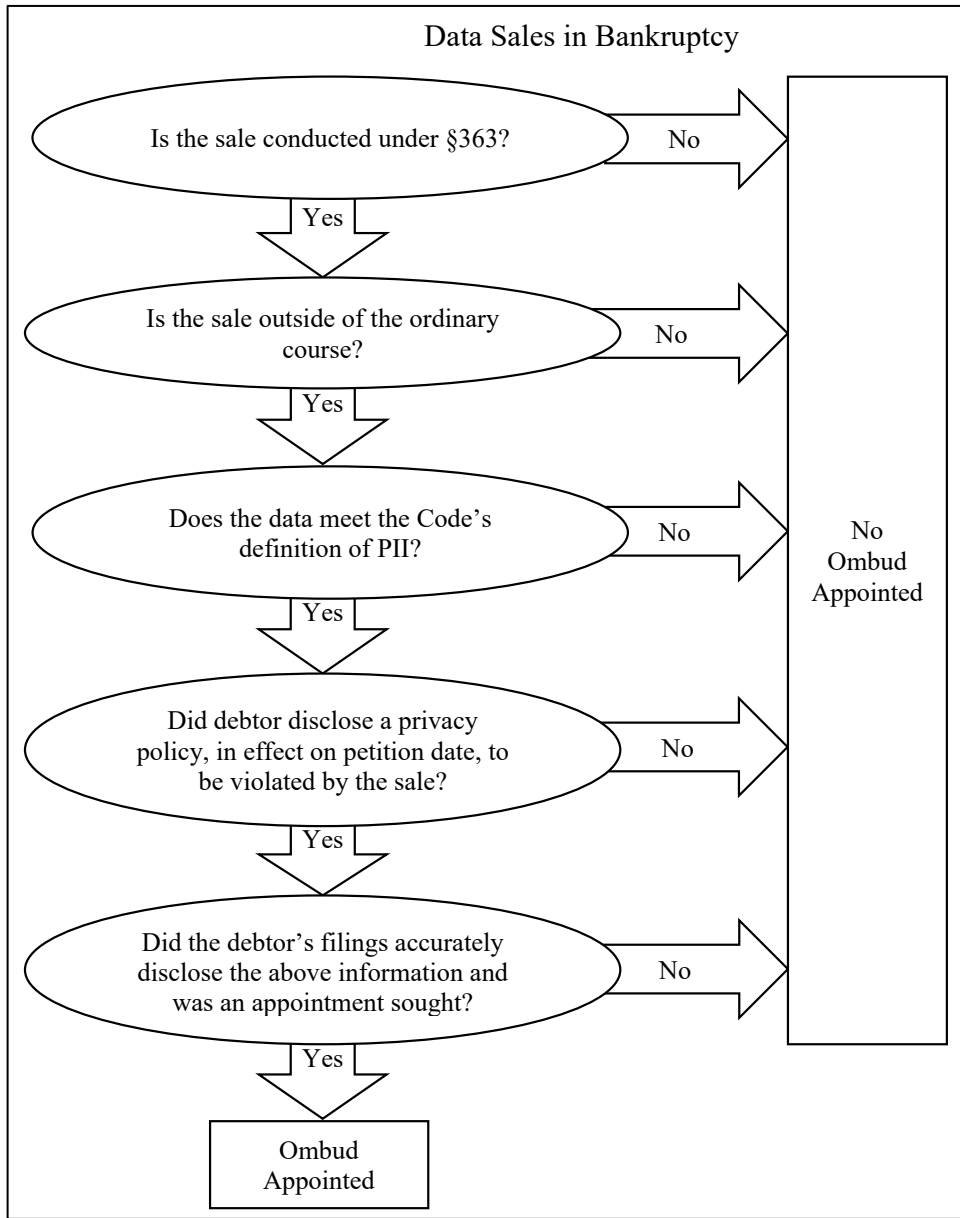 Data Sales in Bankruptcy
Is the sale conducted under §363?
No
Yes
Is the sale outside of the ordinary
course?
No
Yes
Does the data meet the Code’s
definition of PII?
No
Yes
Did debtor disclose a privacy
policy, in effect on petition date, to
be violated by the sale?
No
Yes
Did the debtor’s filings accurately
disclose the above information and
was an appointment sought?
No
Yes
Ombud
Appointed
No
Ombud
Appointed